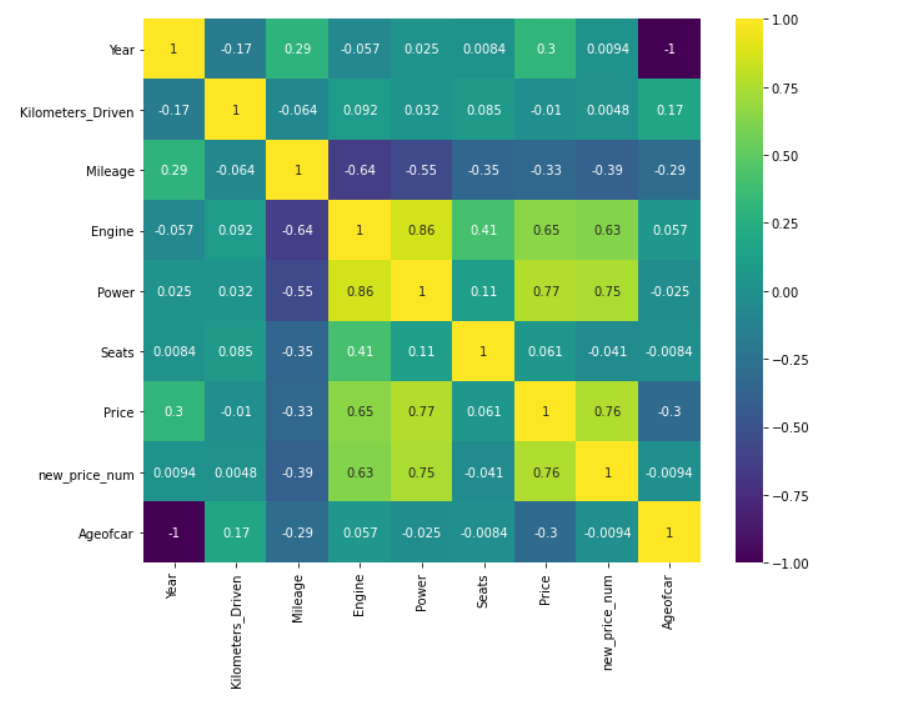 Year 1 -0.17 0.29 -0.057 0.025 0.0084 0.3 0.0094 -1
Kilometers_Driven -0.17 1 -0.064 0.092 0.032 0.085 -0.01 0.0048 0.17
Mileage 0.29 -0.064 1 -0.64 -0.55 -0.35 -0.33 -0.39 -0.29
Engine -0.057 0.092 -0.64 1 0.86 0.41 0.65 0.63 0.057
Power 0.025 0.032 -0.55 0.86 1 0.11 0.77 0.75 -0.025
Seats 0.0084 0.085 -0.35 0.41 0.11 1 0.061 -0.041 -0.0084
Price 0.3 -0.01 -0.33 0.65 0.77 0.061 1 0.76 -0.3
new_price_num 0.0094 0.0048 -0.39 0.63 0.75 -0.041 0.76 1 -0.0094
Ageofcar -1 0.17 -0.29 0.057 -0.025 -0.0084 -0.3 -0.0094 1
Year
Kilometers_Driven
Mileage
Engine
Power
Seats
Price
new_price_num
Ageofcar
1.00
0.75
0.50
0.25
0.00
−0.25
−0.50
−0.75
−1.00